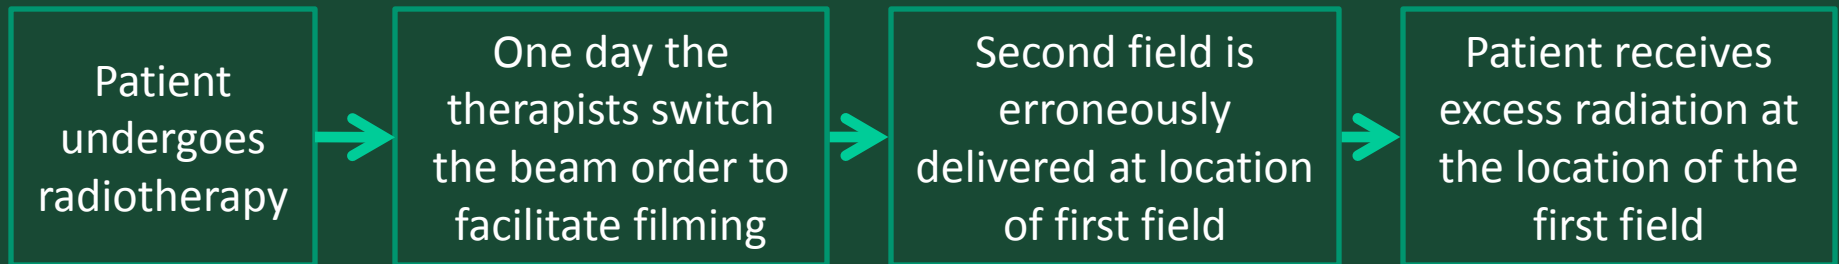 Patient
undergoes
radiotherapy
One day the
therapists switch
the beam order to
facilitate filming
Second field is
erroneously
delivered at location
of first field
Patient receives
excess radiation at
the location of the
first field